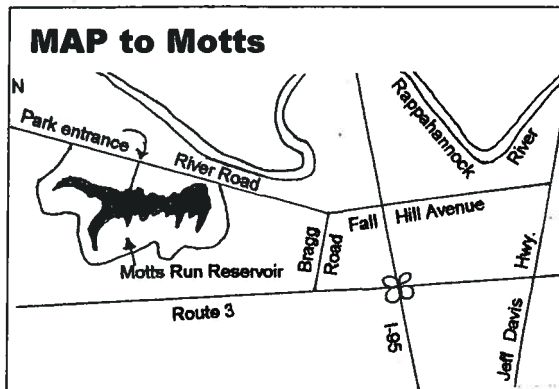 MAP to Motts
N
Park entrance
River Road
Rappahannock
River
Fall Hill Avenue
Bragg
Road
Motts Run Reservoir
Route 3
I-95
Jeff Davis
Hwy.